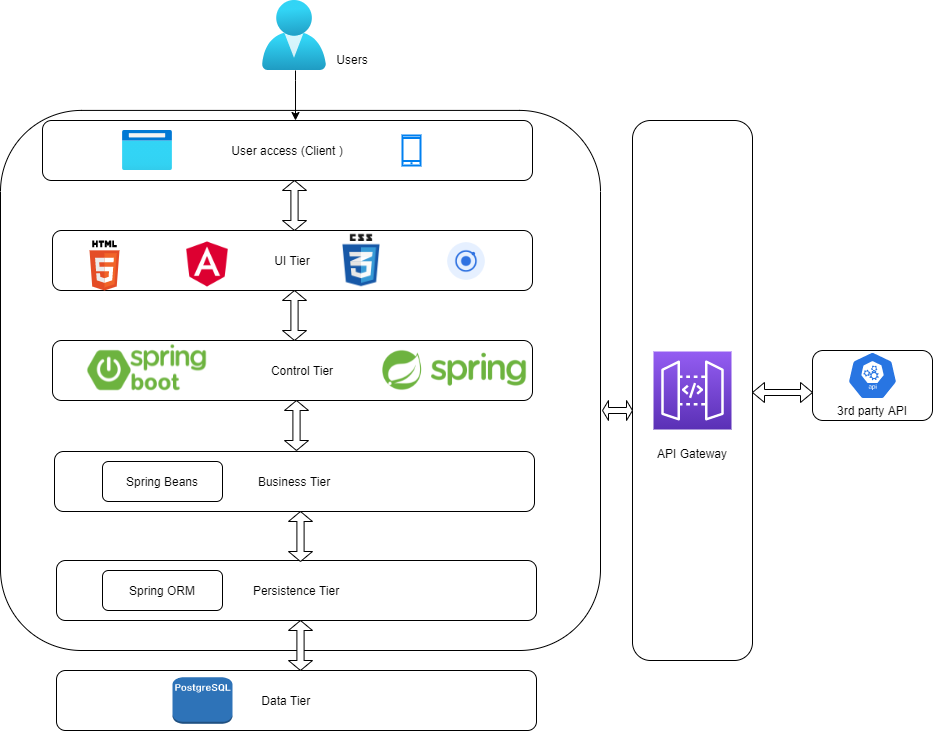 Users
User access (Client )
HTML
5
A
UI Tier
CSS
3
spring
boot
Control Tier
spring
Spring Beans
Business Tier
Spring ORM
Persistence Tier
PostgreSQL
Data Tier
</>
API Gateway
api
3rd party API